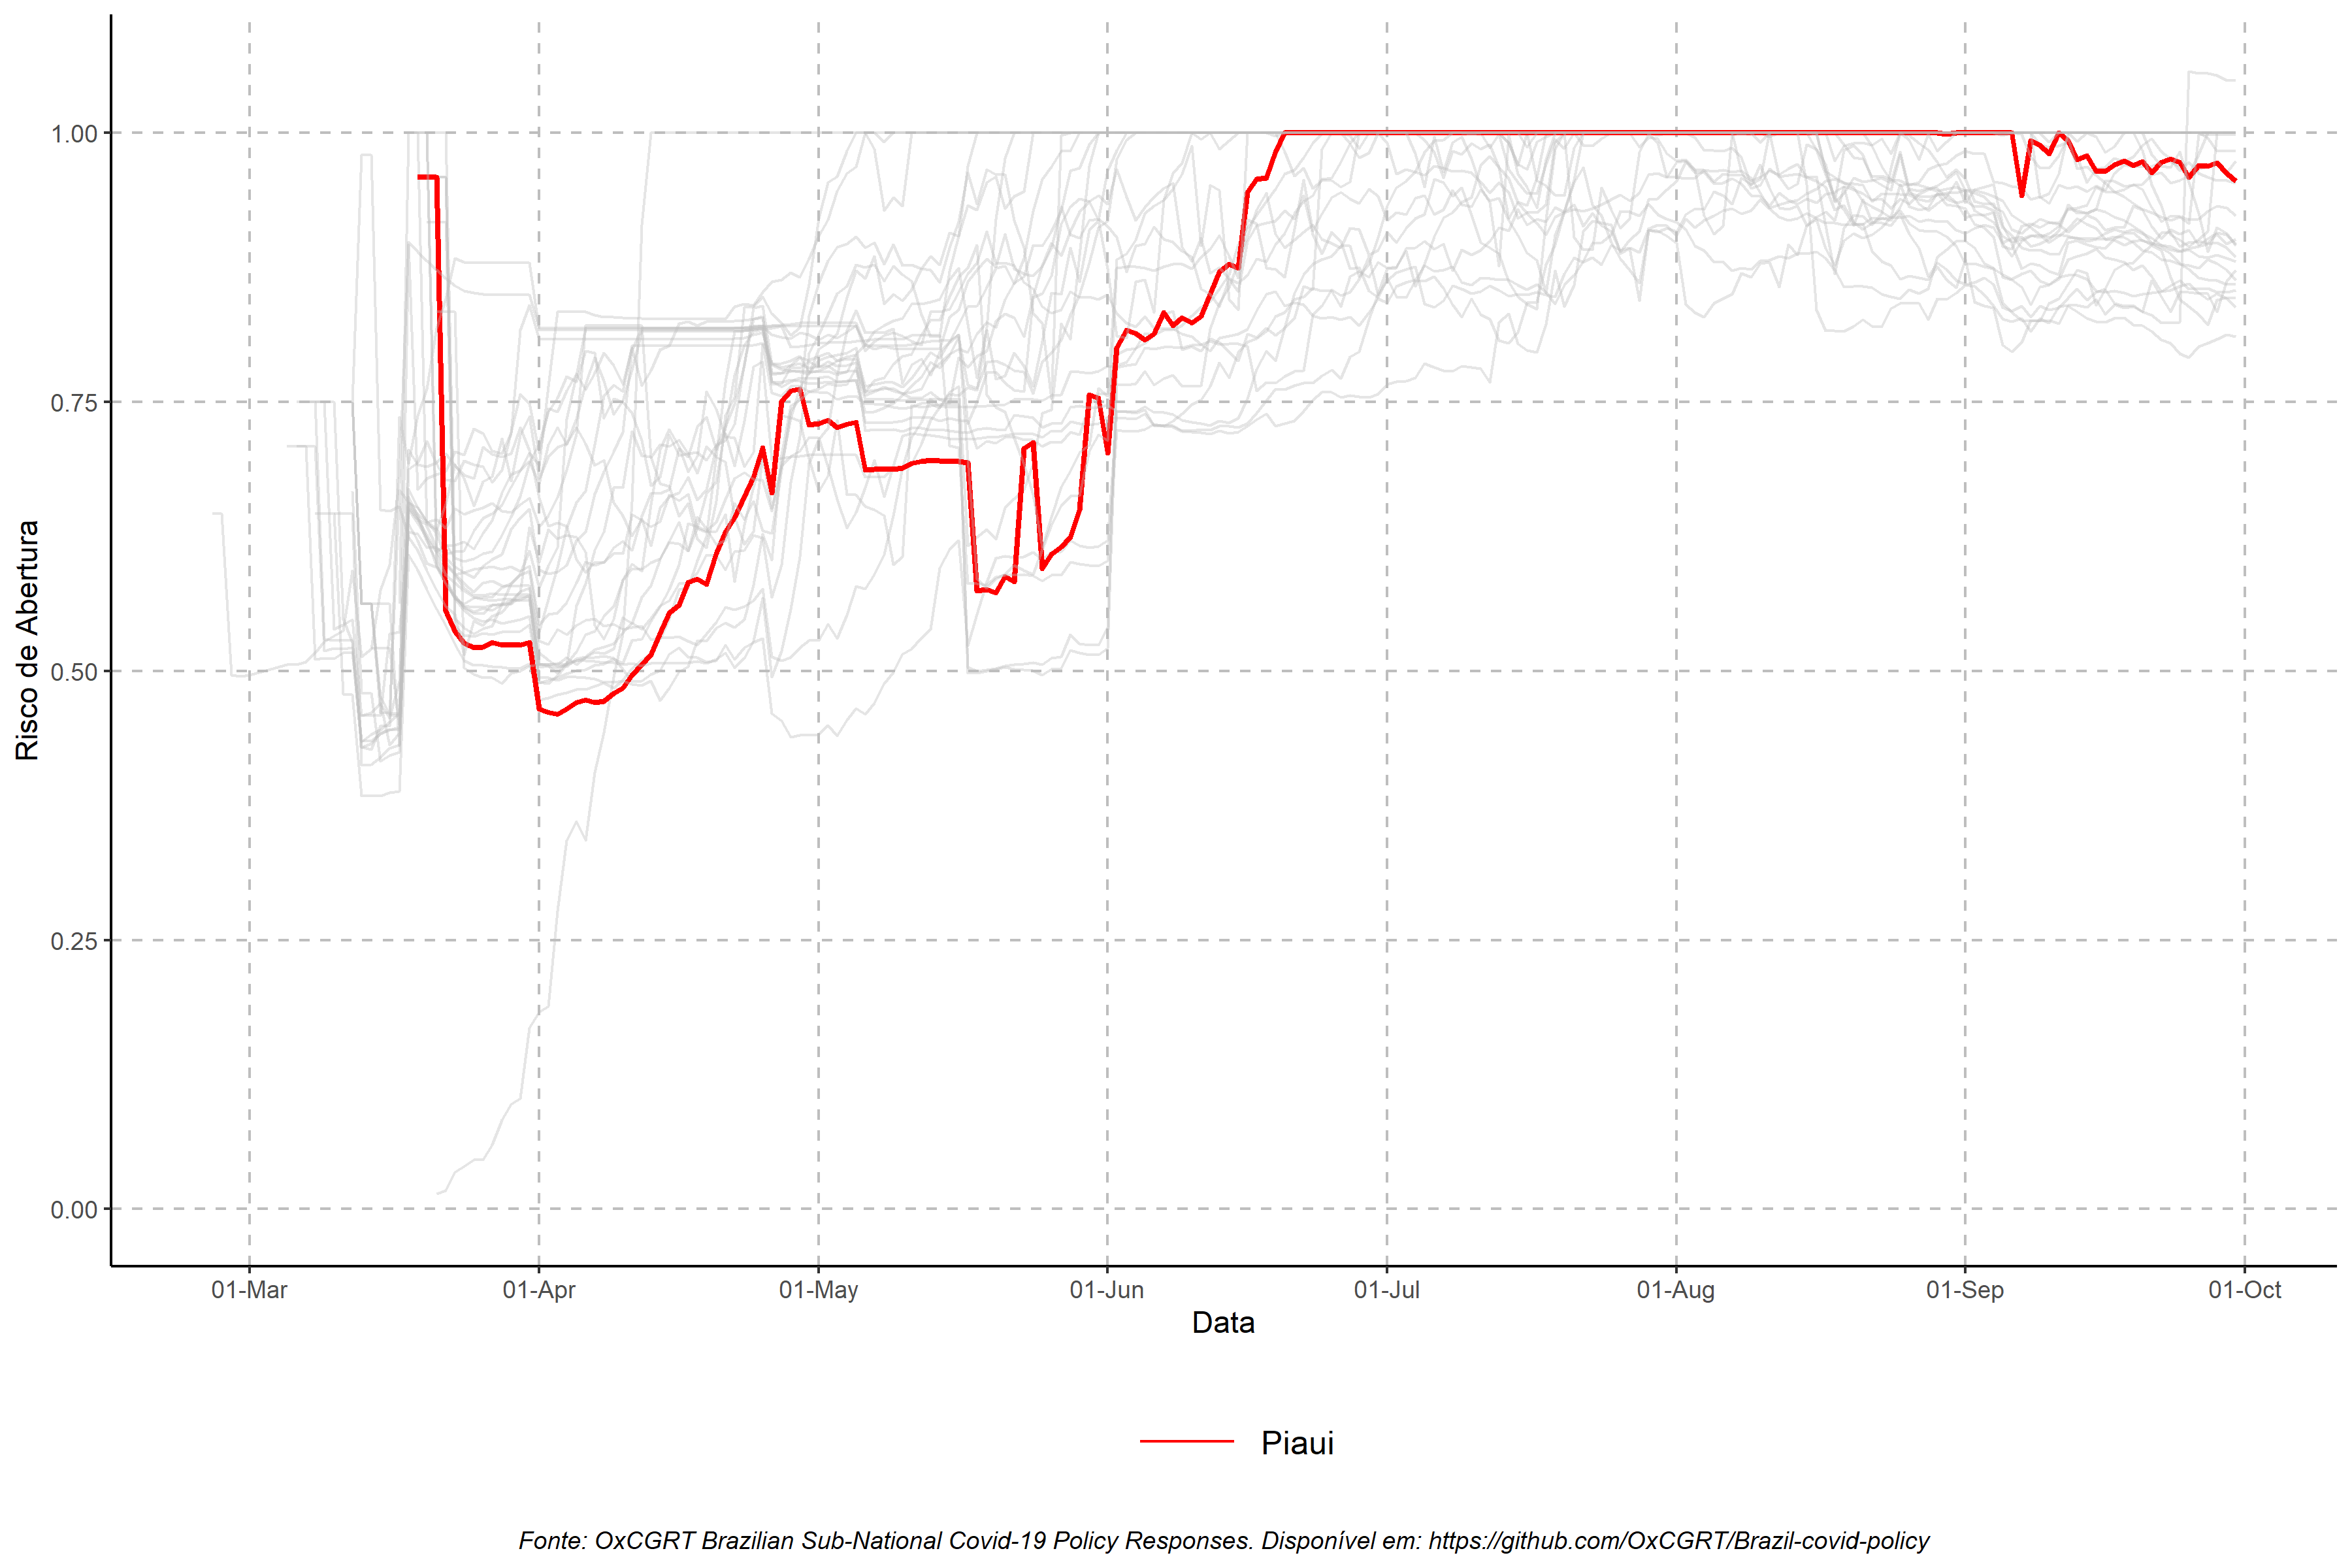 Risco de Abertura
1.00
0.75
0.50
0.25
0.00
01-Mar 01-Apr 01-May 01-Jun 01-Jul 01-Aug 01-Sep 01-Oct
Data
Piaui
Fonte: OxCGRT Brazilian Sub-National Covid-19 Policy Responses. Disponível em: https://github.com/OxCGRT/Brazil-covid-policy